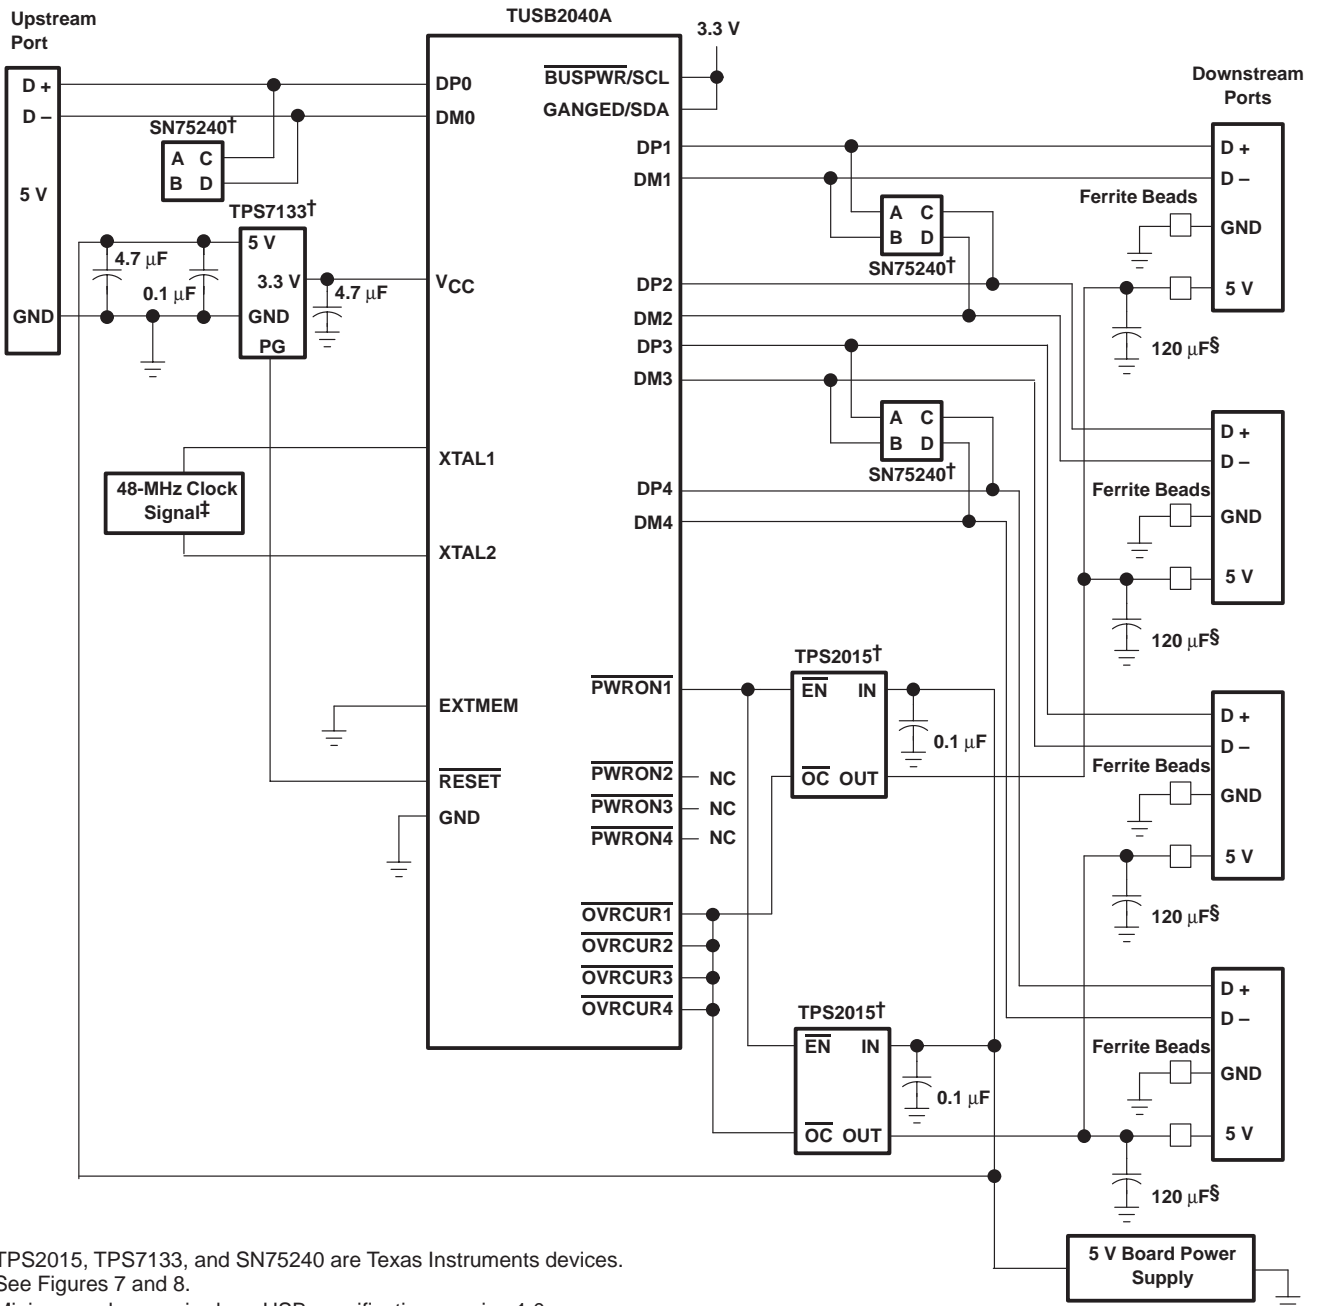 Upstream
Port
TUSB2040A
3.3 V
D +
D –
5 V
GND
DP0
DM0
SN75240†
A C
B D
TPS7133†
5 V
3.3 V
GND
PG
4.7 µF
0.1 µF
4.7 µF
VCC
48-MHz Clock
Signal‡
XTAL1
XTAL2
EXTMEM
RESET
GND
BUSPWR/SCL
GANGED/SDA
DP1
DM1
DP2
DM2
DP3
DM3
DP4
DM4
PWRON1
PWRON2 NC
PWRON3 NC
PWRON4 NC
OVRCUR1
OVRCUR2
OVRCUR3
OVRCUR4
A C
B D
SN75240†
A C
B D
SN75240†
TPS2015†
EN IN
OC OUT
0.1 µF
TPS2015†
EN IN
OC OUT
0.1 µF
Downstream
Ports
D +
D –
Ferrite Beads
GND
5 V
120 µF§
D +
D –
Ferrite Beads
GND
5 V
120 µF§
D +
D –
Ferrite Beads
GND
5 V
120 µF§
D +
D –
Ferrite Beads
GND
5 V
120 µF§
5 V Board Power
Supply
TPS2015, TPS7133, and SN75240 are Texas Instruments devices.
See Figures 7 and 8.